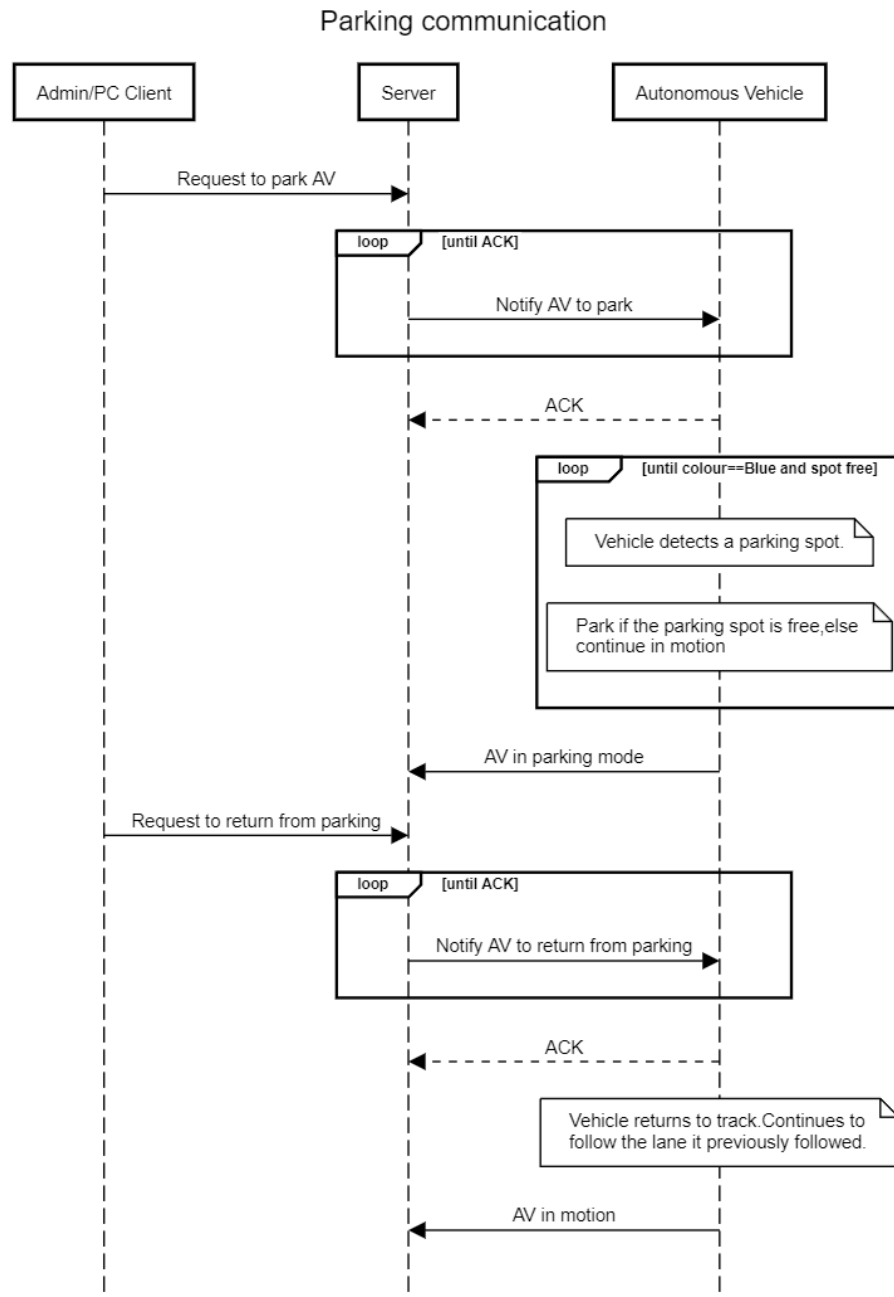 Parking communication
Admin/PC Client
Server
Autonomous Vehicle
Request to park AV
loop
[until ACK]
Notify AV to park
ACK
loop
[until colour==Blue and spot free]
Vehicle detects a parking spot.
Park if the parking spot is free,else
continue in motion
AV in parking mode
Request to return from parking
loop
[until ACK]
Notify AV to return from parking
ACK
Vehicle returns to track.Continues to
follow the lane it previously followed.
AV in motion